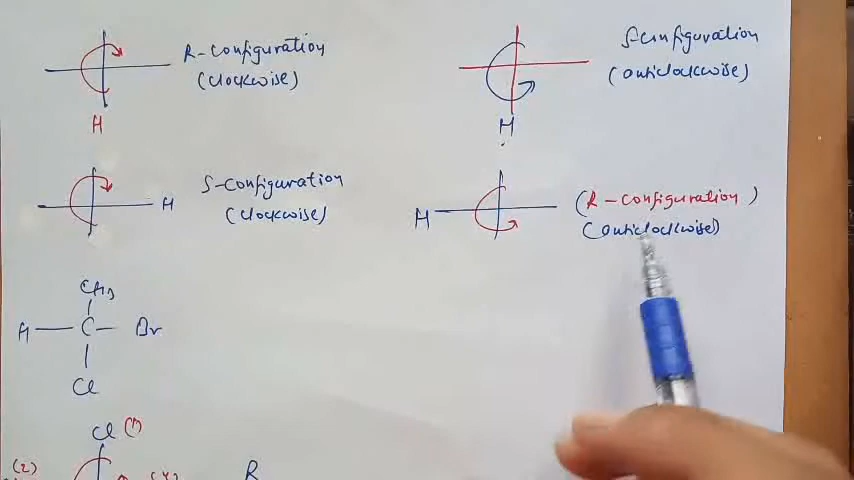 R-configuration
(clockwise)
H
S-configuration
(anticlockwise)
H
S-configuration
(clockwise)
H
H
(R-configuration)
(anticlockwise)
CH3
H — C — Br
Cl
Cl (1)
(2)
R